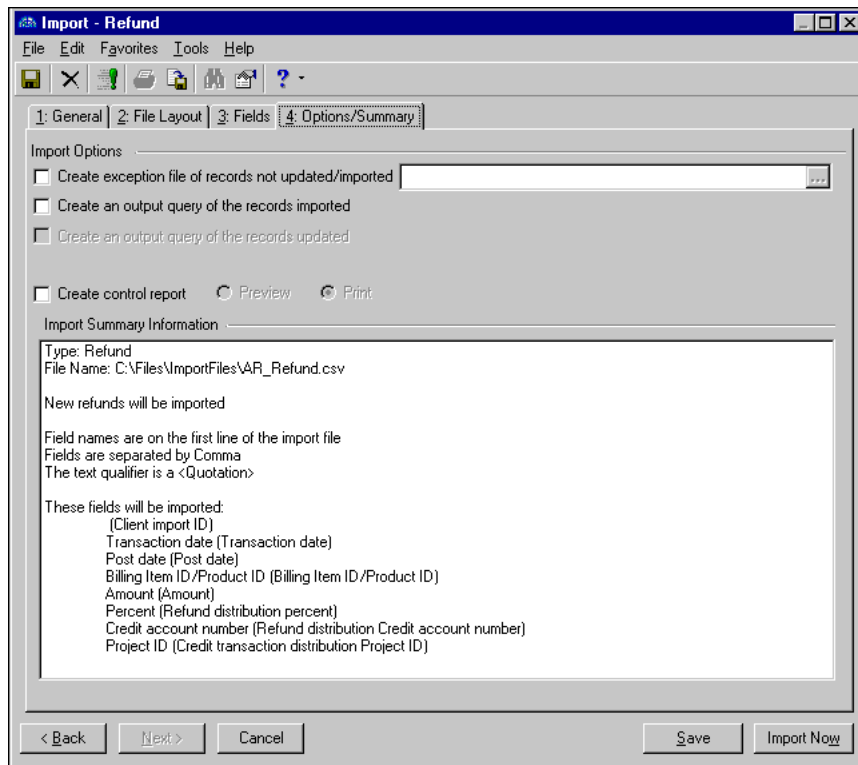 Import - Refund
File Edit Favorites Tools Help
1: General 2: File Layout 3: Fields 4: Options/Summary
Import Options
Create exception file of records not updated/imported ...
Create an output query of the records imported
Create an output query of the records updated
Create control report Preview Print
Import Summary Information
Type: Refund
File Name: C:\Files\ImportFiles\AR_Refund.csv
New refunds will be imported
Field names are on the first line of the import file
Fields are separated by Comma
The text qualifier is a <Quotation>
These fields will be imported:
(Client import ID)
Transaction date (Transaction date)
Post date (Post date)
Billing Item ID/Product ID (Billing Item ID/Product ID)
Amount (Amount)
Percent (Refund distribution percent)
Credit account number (Refund distribution Credit account number)
Project ID (Credit transaction distribution Project ID)
< Back Next > Cancel Save Import Now